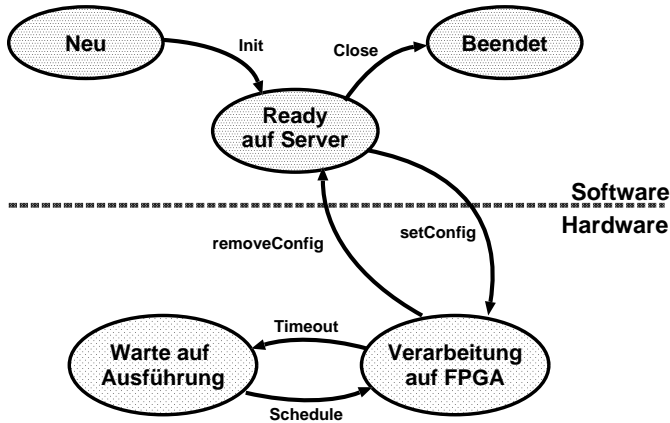 Neu
Init
Close
Beendet
Ready
auf Server
Software
Hardware
removeConfig
setConfig
Timeout
Warte auf
Ausführung
Verarbeitung
auf FPGA
Schedule